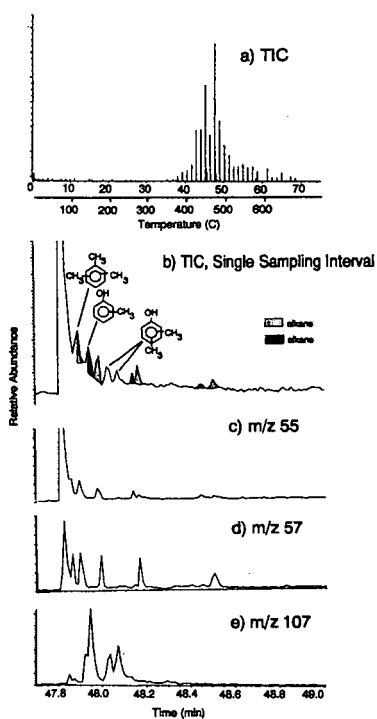 a) TIC
0 10 20 30 40 50 60 70
100 200 300 400 500 600
Temperature (C)
b) TIC, Single Sampling Interval
CH3 CH3 CH3
OH
CH3
OH
CH3
CH3
alkene
alkane
Relative Abundance
c) m/z 55
d) m/z 57
e) m/z 107
47.8 48.0 48.2 48.4 48.6 48.8 49.0
Time (min)